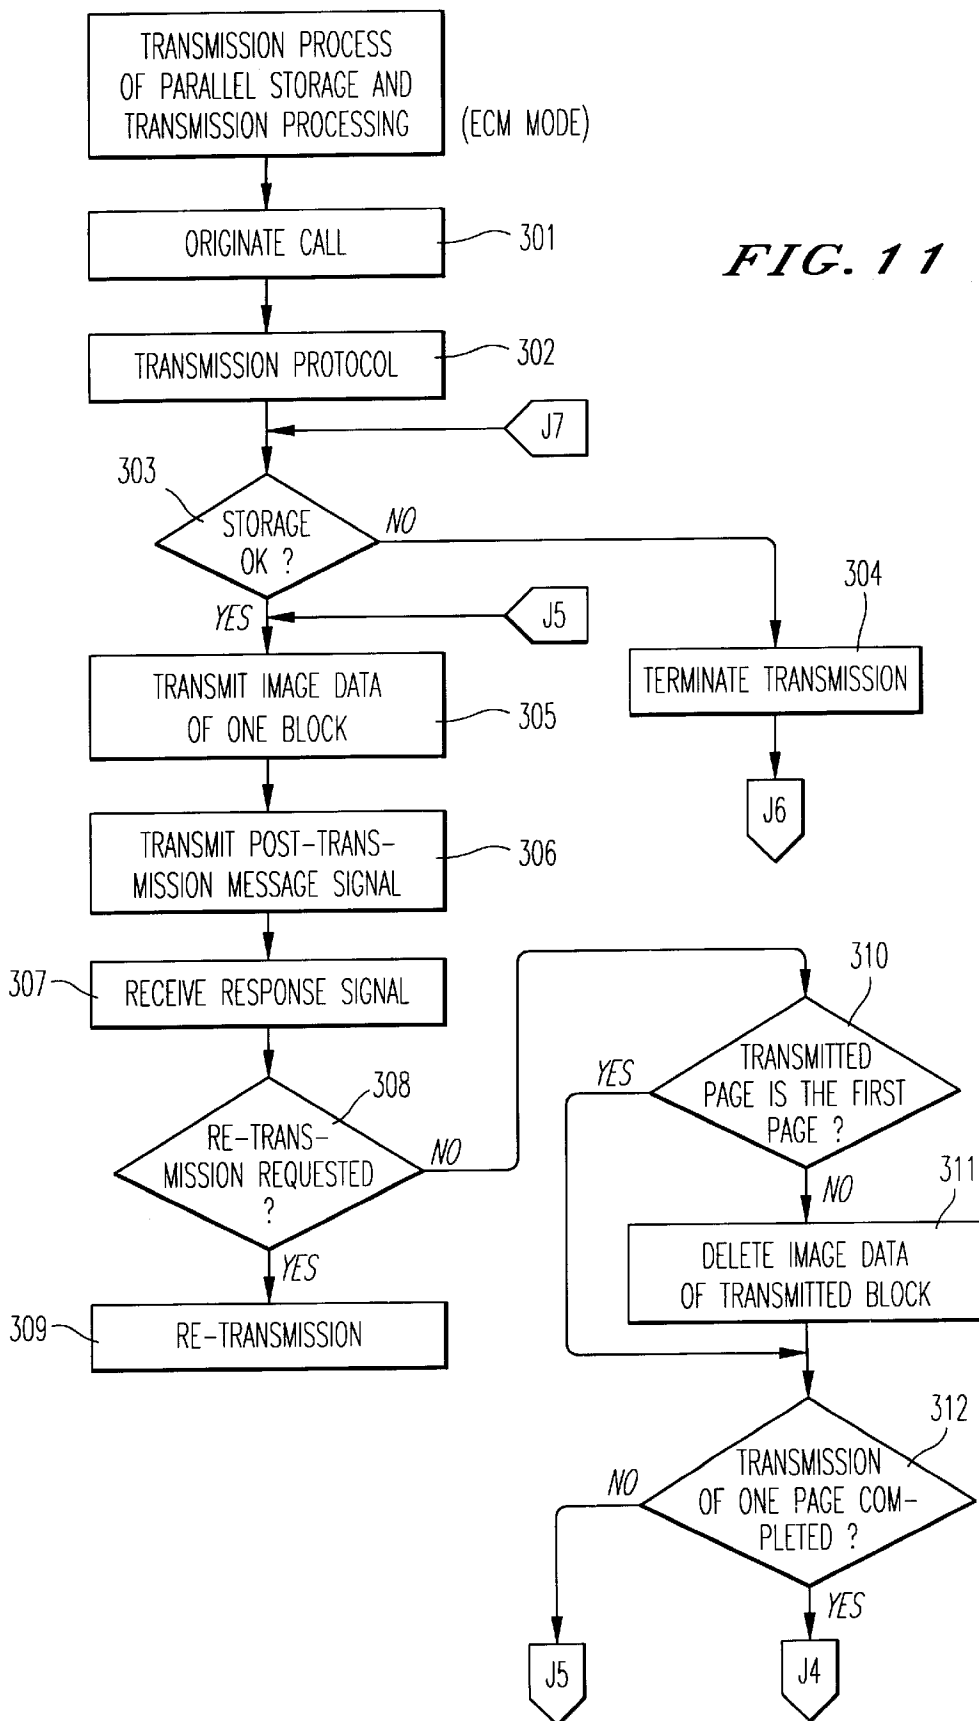 TRANSMISSION PROCESS
OF PARALLEL STORAGE AND
TRANSMISSION PROCESSING
(ECM MODE)
ORIGINATE CALL
301
FIG. 11
TRANSMISSION PROTOCOL
302
J7
303
STORAGE
OK ?
NO
YES
J5
304
TERMINATE TRANSMISSION
J6
TRANSMIT IMAGE DATA
OF ONE BLOCK
305
TRANSMIT POST-TRANS-
MISSION MESSAGE SIGNAL
306
307
RECEIVE RESPONSE SIGNAL
308
RE-TRANS-
MISSION REQUESTED
?
NO
YES
309
RE-TRANSMISSION
310
TRANSMITTED
PAGE IS THE FIRST
PAGE ?
YES
NO
311
DELETE IMAGE DATA
OF TRANSMITTED BLOCK
312
TRANSMISSION
OF ONE PAGE COM-
PLETED ?
NO
YES
J5
J4